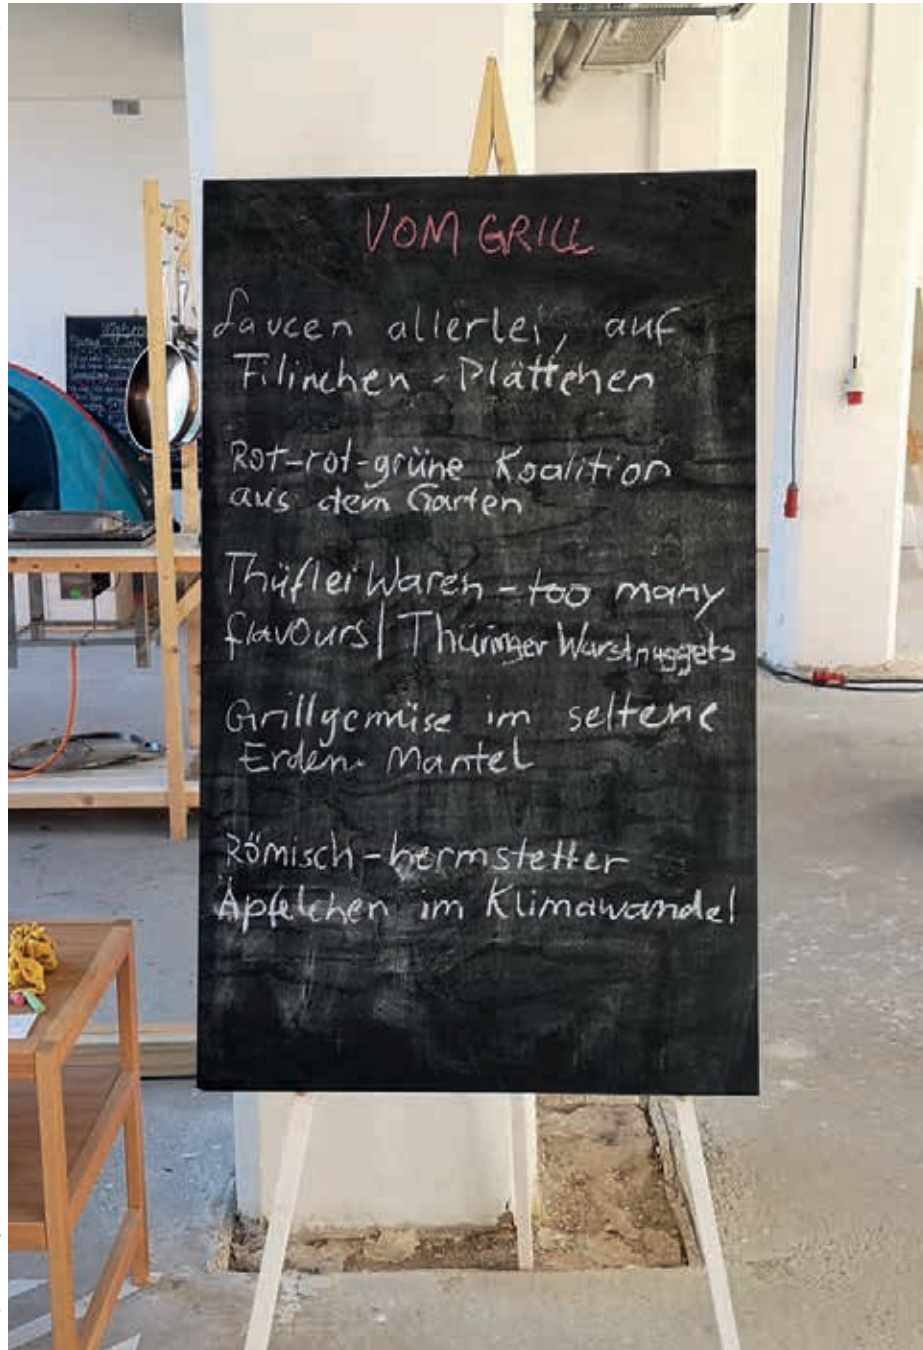 VOM GRILL
Saucen allerlei, auf
Filinchen-Plättchen
Rot-rot-grüne Koalition
aus dem Garten
Thüflei Waren - too many
flavours/ Thüringer Wurstnuggets
Grillgemüse im seltene
Erden-Mantel
Römisch-hermstetter
Äpfelchen im Klimawandel